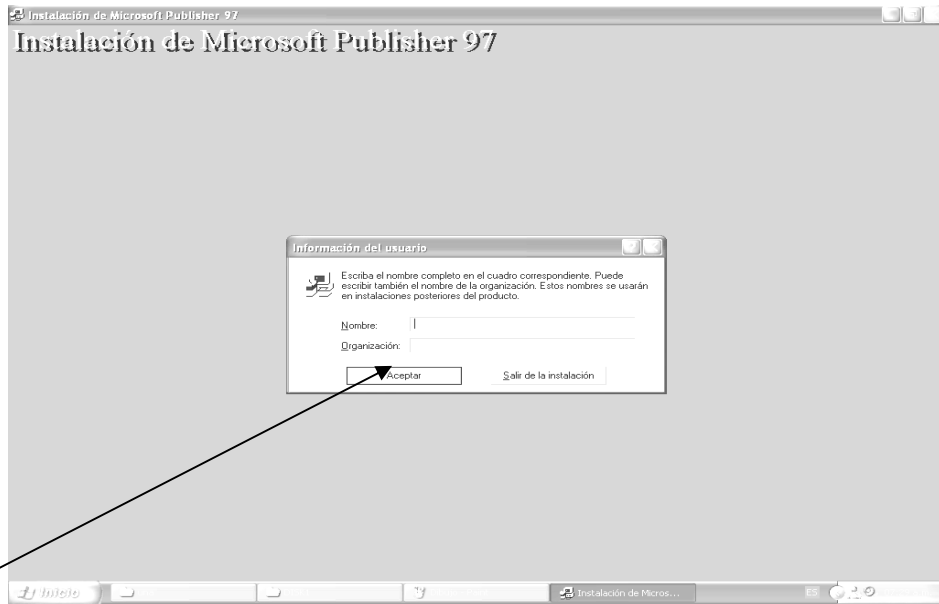 Instalación de Microsoft Publisher 97
Instalación de Microsoft Publisher 97
Información del usuario
Escriba el nombre completo en el cuadro correspondiente. Puede
escribir también el nombre de la organización. Estos nombres se usarán
en instalaciones posteriores del producto.
Nombre:
Organización:
Aceptar
Salir de la instalación
Inicio
Instalación de Micros...
ES